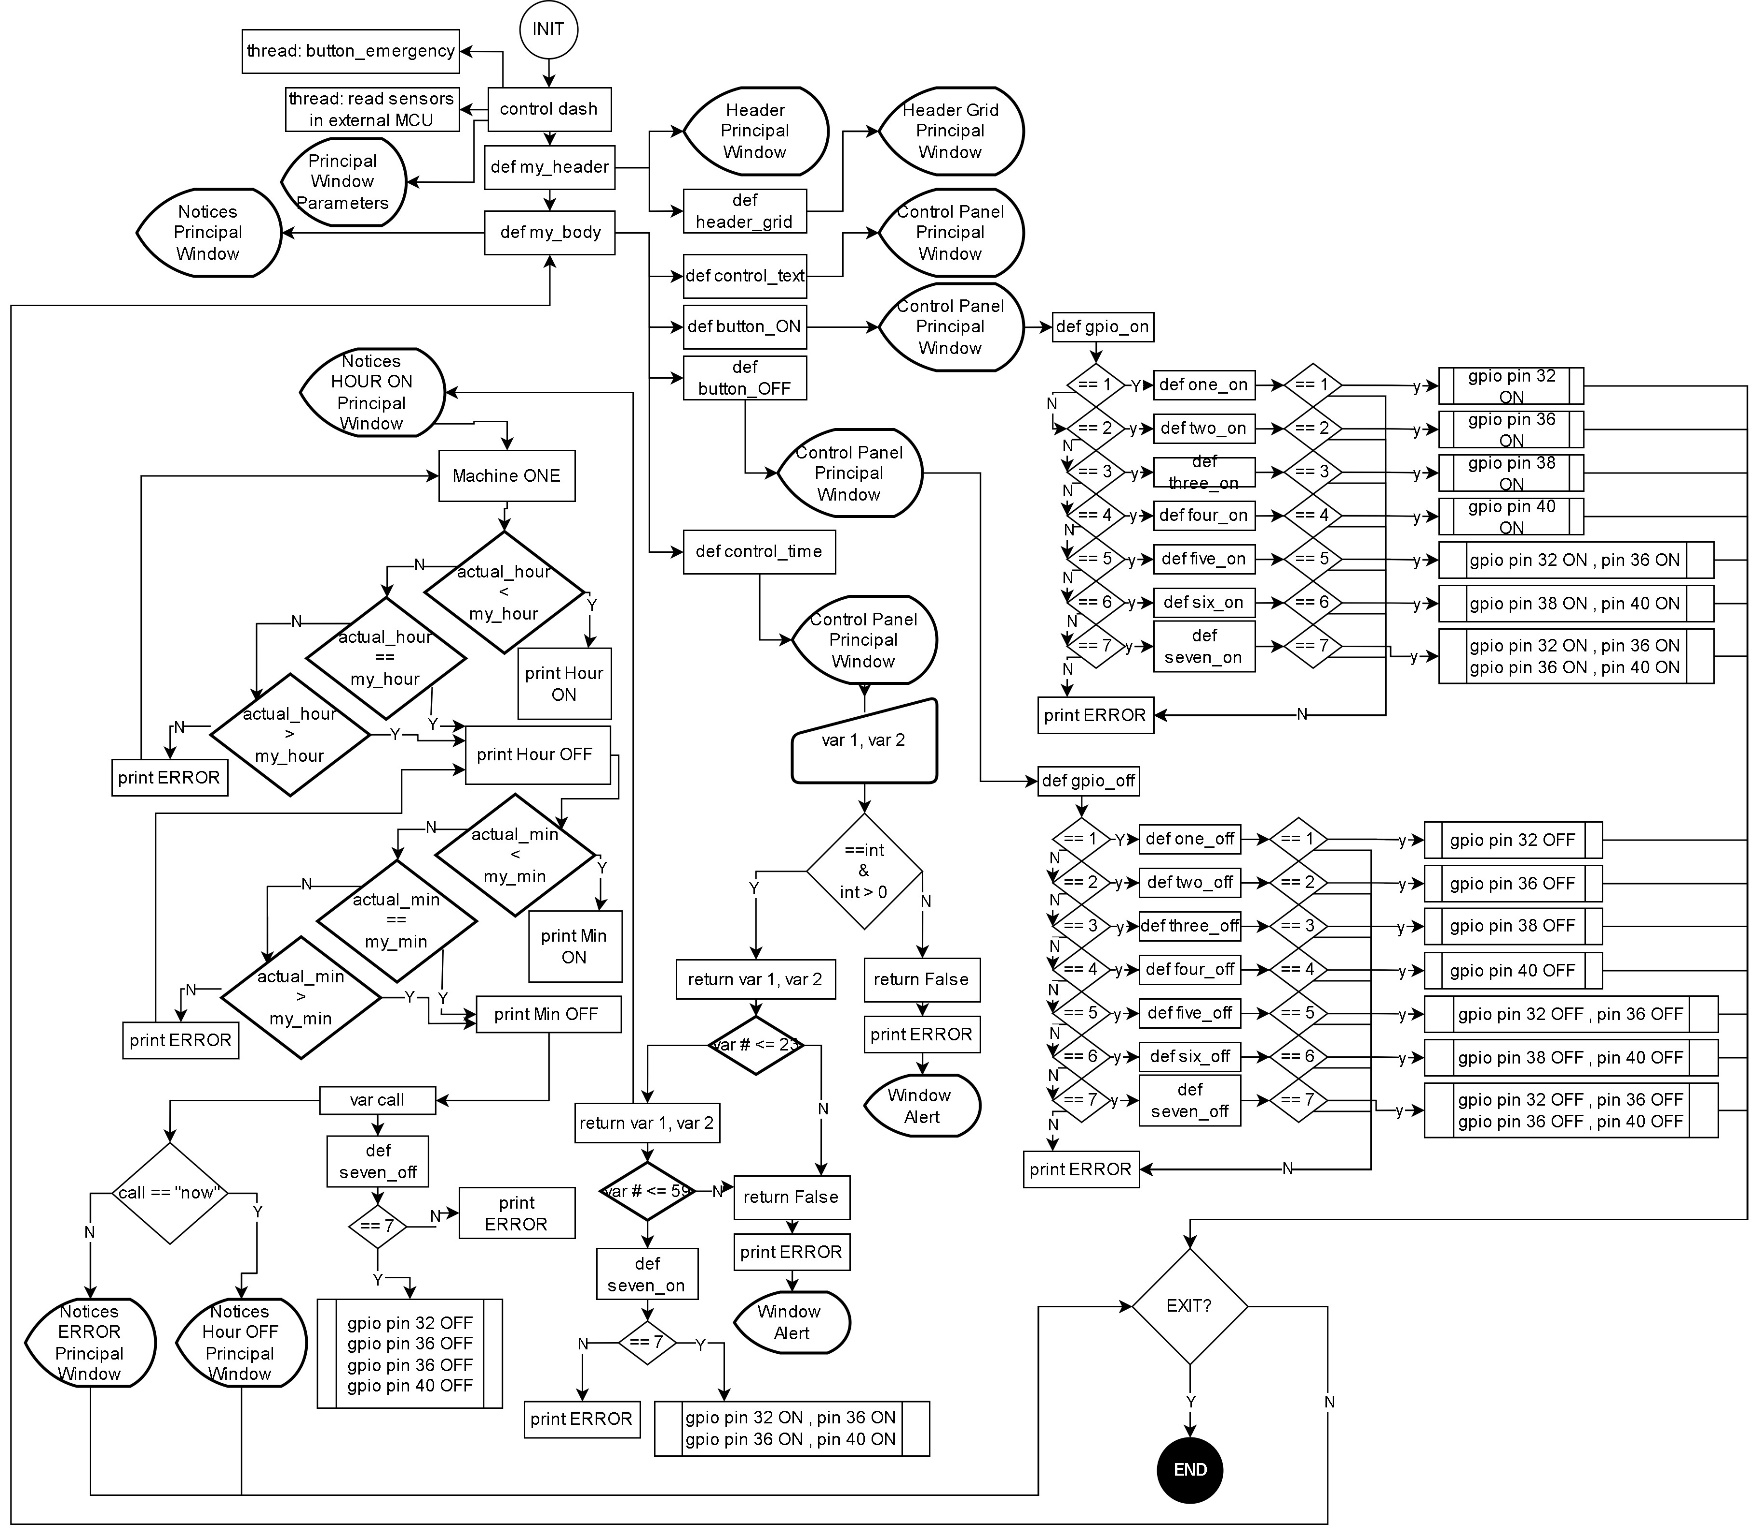 INIT
thread: button_emergency
control dash
thread: read sensors
in external MCU
Header
Principal
Window
Header Grid
Principal
Window
def my_header
Principal
Window
Parameters
def
header_grid
Notices
Principal
Window
def my_body
Control Panel
Principal
Window
def control_text
def button_ON
Control Panel
Principal
Window
def
button_OFF
Control Panel
Principal
Window
def control_time
Control Panel
Principal
Window
var 1, var 2
==int
&
int > 0
Y
N
return var 1, var 2
return False
print ERROR
Window
Alert
var # <= 23
N
return var 1, var 2
var # <= 59
N
return False
print ERROR
Window
Alert
def
seven_on
== 7
N
Y
print ERROR
gpio pin 32 ON , pin 36 ON
gpio pin 36 ON , pin 40 ON
Notices
HOUR ON
Principal
Window
Machine ONE
actual_hour
<
my_hour
N
Y
print Hour
ON
actual_hour
==
my_hour
N
Y
actual_hour
>
my_hour
N
Y
print ERROR
print Hour OFF
actual_min
<
my_min
N
Y
print Min
ON
actual_min
==
my_min
N
Y
actual_min
>
my_min
N
Y
print ERROR
print Min OFF
var call
def
seven_off
== 7
N
print
ERROR
Y
gpio pin 32 OFF
gpio pin 36 OFF
gpio pin 36 OFF
gpio pin 40 OFF
call == "now"
N
Y
Notices
ERROR
Principal
Window
Notices
Hour OFF
Principal
Window
def gpio_on
== 1
Y
def one_on
== 1
y
gpio pin 32
ON
N
== 2
y
def two_on
== 2
y
gpio pin 36
ON
N
== 3
y
def
three_on
== 3
y
gpio pin 38
ON
N
== 4
y
def four_on
== 4
y
gpio pin 40
ON
N
== 5
y
def five_on
== 5
y
gpio pin 32 ON , pin 36 ON
N
== 6
y
def six_on
== 6
y
gpio pin 38 ON , pin 40 ON
N
== 7
y
def
seven_on
== 7
y
gpio pin 32 ON , pin 36 ON
gpio pin 36 ON , pin 40 ON
N
print ERROR
N
def gpio_off
== 1
Y
def one_off
== 1
y
gpio pin 32 OFF
N
== 2
y
def two_off
== 2
y
gpio pin 36 OFF
N
== 3
y
def three_off
== 3
y
gpio pin 38 OFF
N
== 4
y
def four_off
== 4
y
gpio pin 40 OFF
N
== 5
y
def five_off
== 5
y
gpio pin 32 OFF , pin 36 OFF
N
== 6
y
def six_off
== 6
y
gpio pin 38 OFF , pin 40 OFF
N
== 7
y
def
seven_off
== 7
y
gpio pin 32 OFF , pin 36 OFF
gpio pin 36 OFF , pin 40 OFF
N
print ERROR
N
EXIT?
Y
N
END